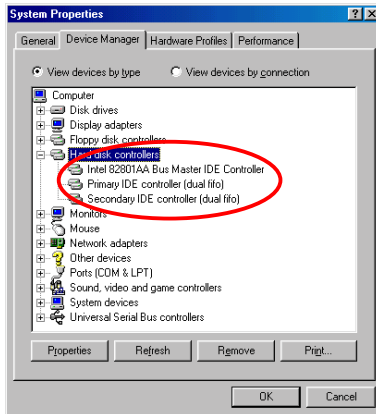 System Properties
General Device Manager Hardware Profiles Performance
View devices by type View devices by connection
Computer
Disk drives
Display adapters
Floppy disk controllers
Hard disk controllers
Intel 82801AA Bus Master IDE Controller
Primary IDE controller (dual fifo)
Secondary IDE controller (dual fifo)
Monitors
Mouse
Network adapters
Other devices
Ports (COM & LPT)
Sound, video and game controllers
System devices
Universal Serial Bus controllers
Properties Refresh Remove Print...
OK Cancel